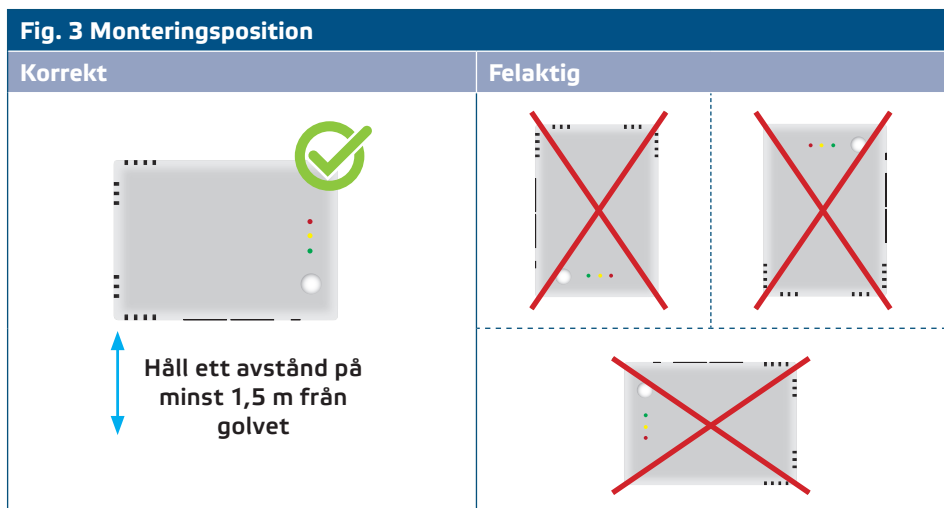 Fig. 3 Monteringsposition
Korrekt
Felaktig
Håll ett avstånd på
minst 1,5 m från
golvet